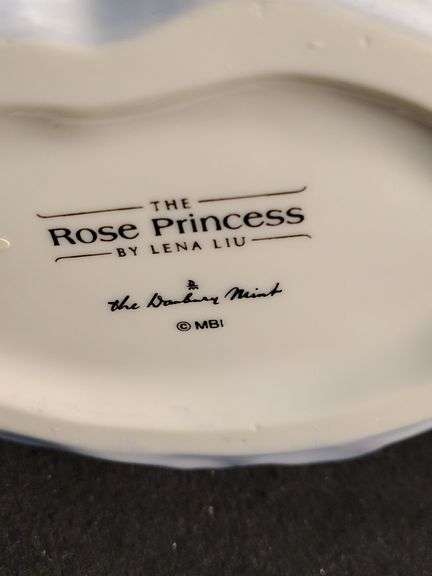 THE
Rose Princess
BY LENA LIU
The Danbury Mint
© MBI